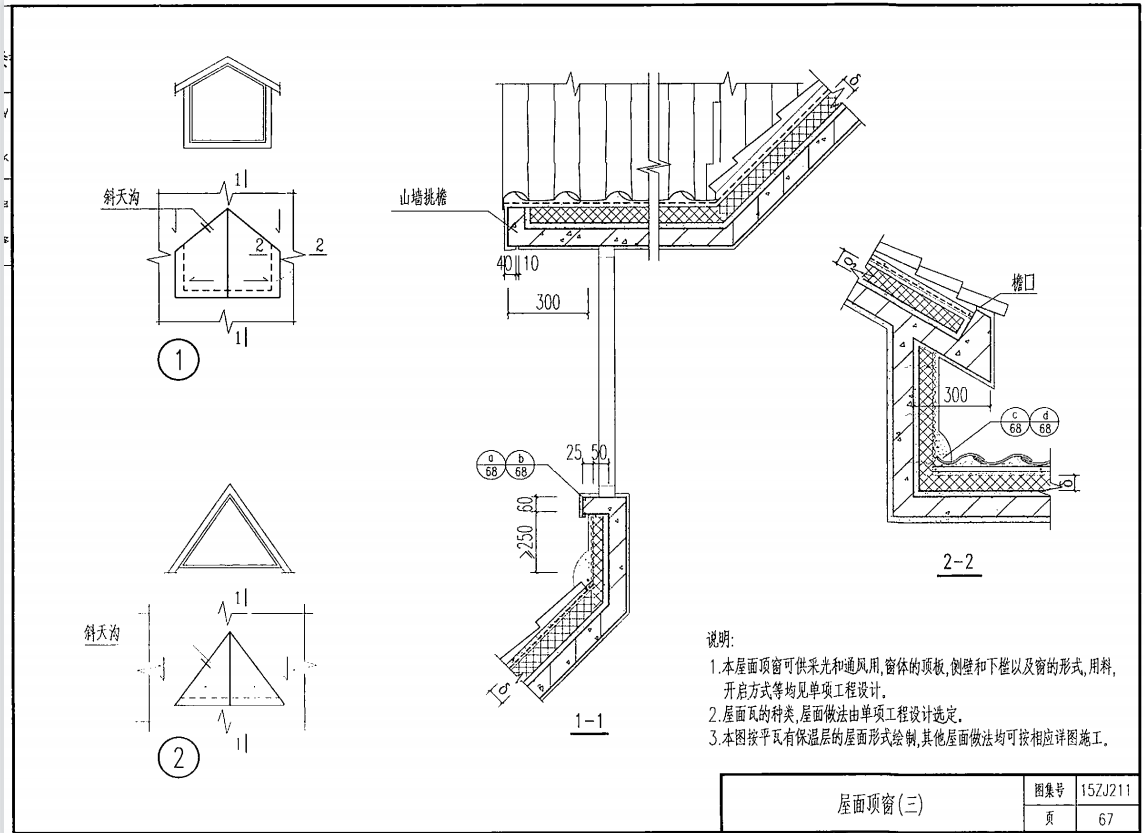 1
斜天沟
2
2
1
1
山墙挑檐
δ
40
10
300
δ
檐口
300
c
68
d
68
δ
2-2
a
68
b
68
25
50
60
≥250
δ
1-1
1
斜天沟
1
2
说明:
1.本屋面顶窗可供采光和通风用,窗体的顶板,侧壁和下槛以及窗的形式,用料,
开启方式等均见单项工程设计。
2.屋面瓦的种类,屋面做法由单项工程设计选定。
3.本图按平瓦有保温层的屋面形式绘制,其他屋面做法均可按相应详图施工。
屋面顶窗(三)
图集号
15ZJ211
页
67